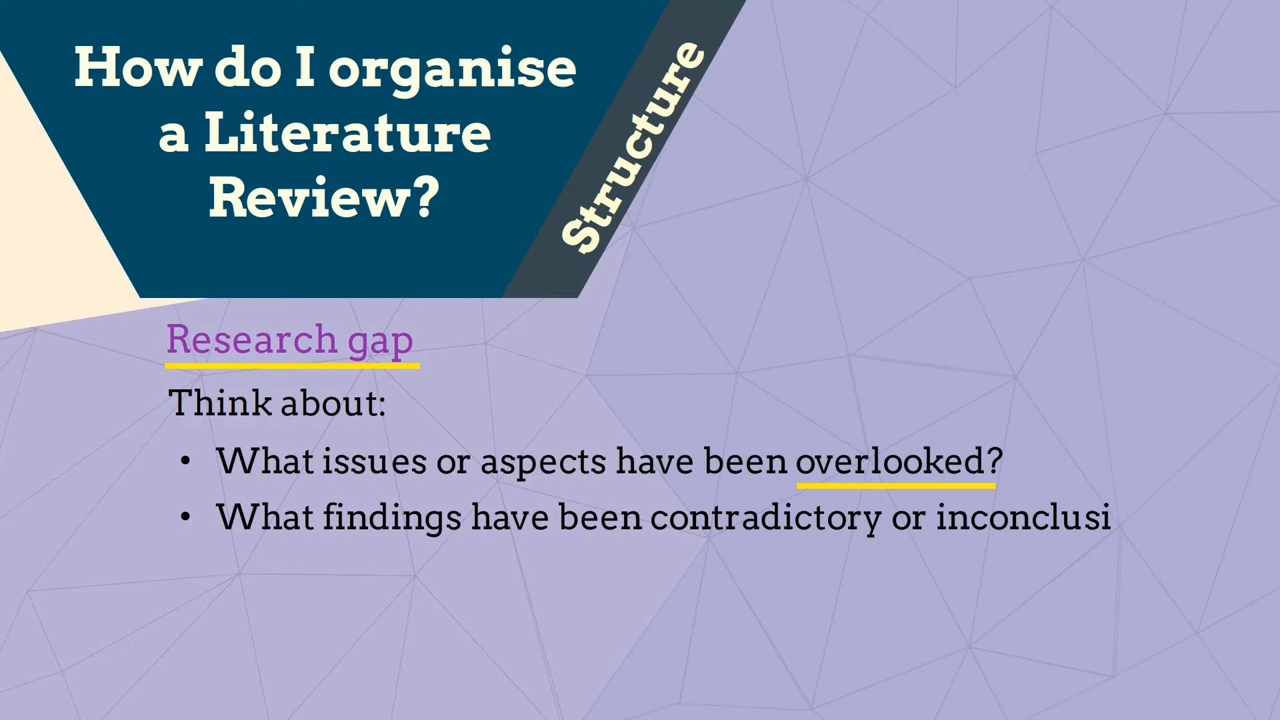 How do I organise
a Literature
Review?
Structure
Research gap
Think about:
• What issues or aspects have been overlooked?
• What findings have been contradictory or inconclusi